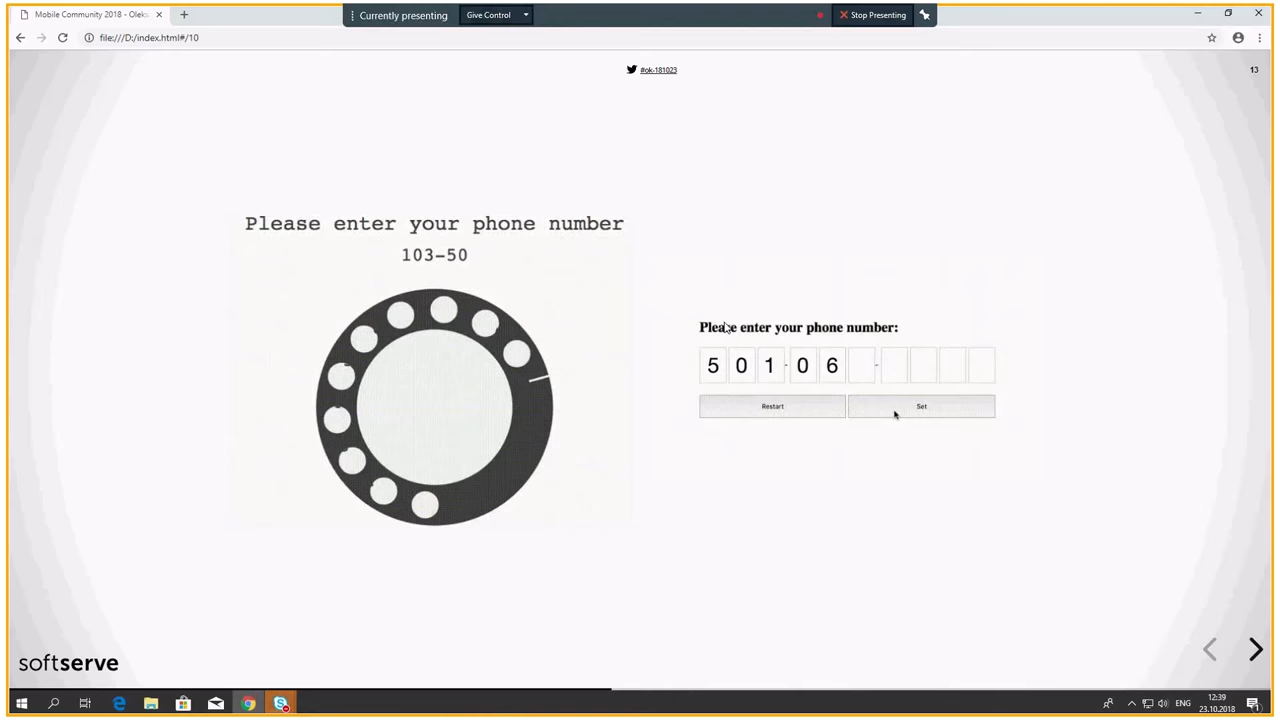 Mobile Community 2018 - Oleks
Currently presenting
Give Control
Stop Presenting
file:///D:/index.html#/10
#ok-181023
13
Please enter your phone number
103-50
Please enter your phone number:
5 0 1 - 0 6 -
Restart
Set
softserve
ENG
12:39
23.10.2018
1